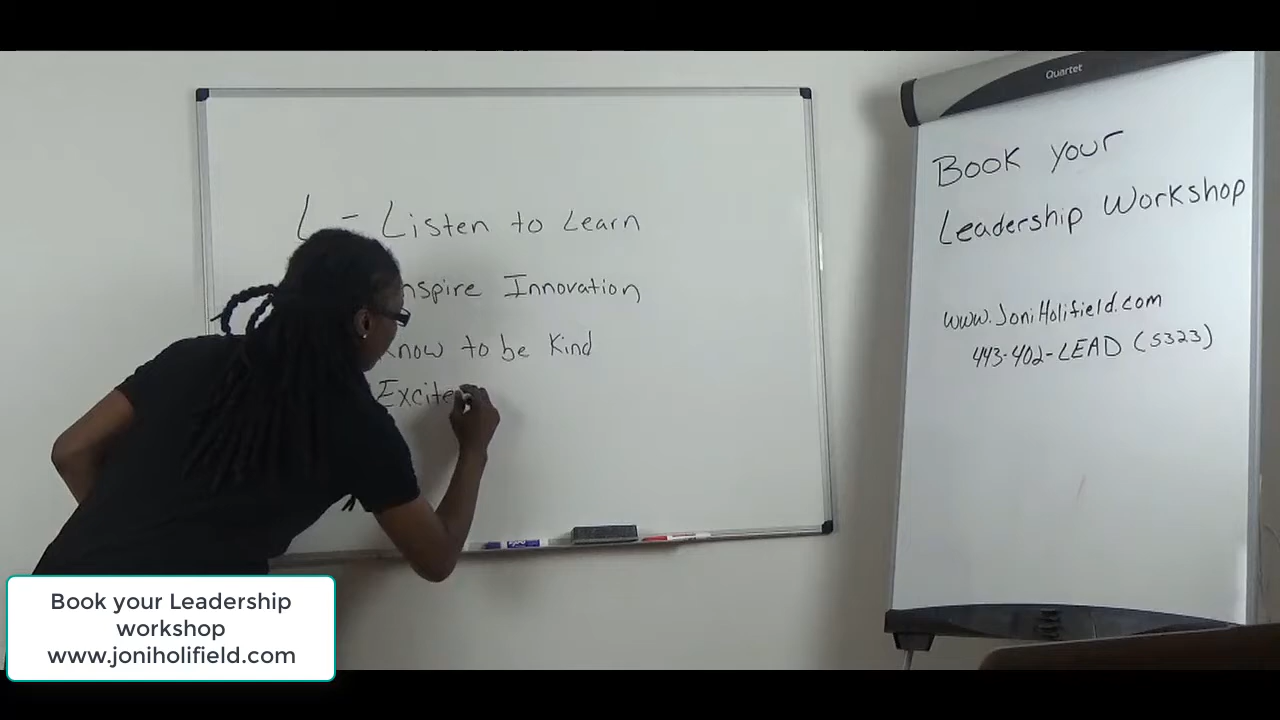 L - Listen to Learn
nspire Innovation
Know to be Kind
Excite
Quartet
Book your
Leadership Workshop
www.JoniHolifield.com
443-402-LEAD (5323)
Book your Leadership
workshop
www.joniholifield.com